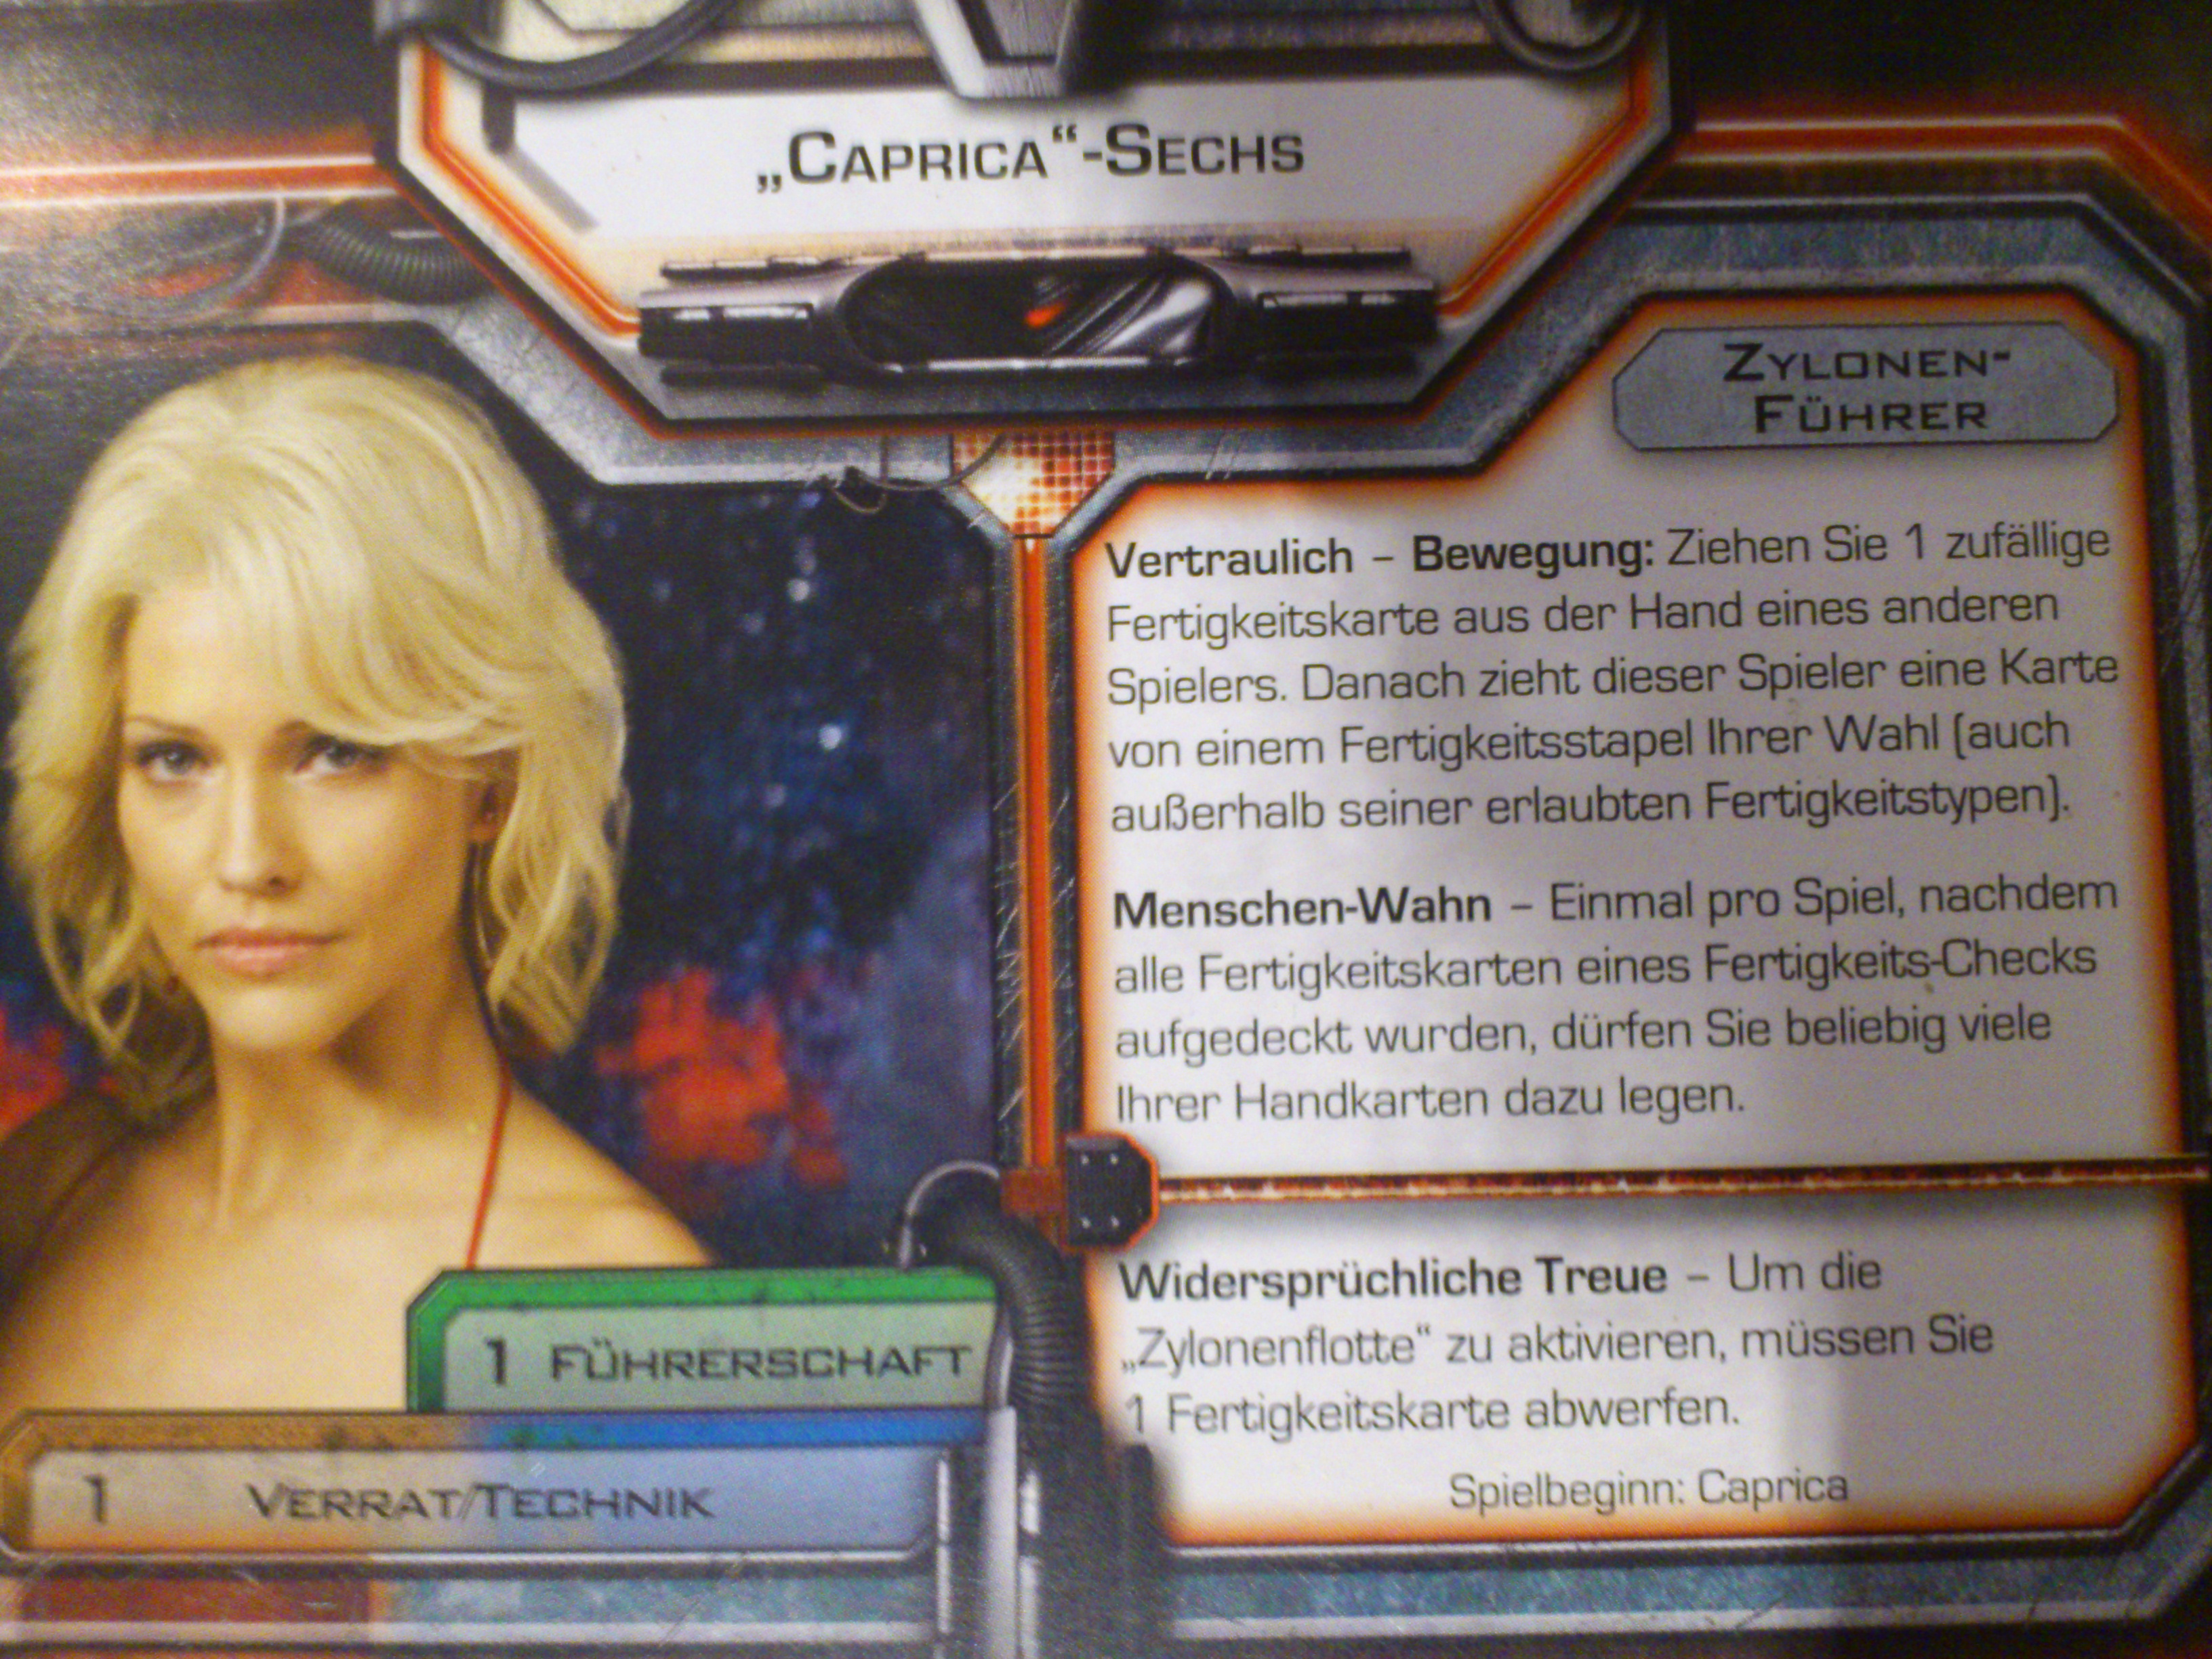 „CAPRICA“-SECHS
ZYLONEN-
FÜHRER
Vertraulich – Bewegung: Ziehen Sie 1 zufällige
Fertigkeitskarte aus der Hand eines anderen
Spielers. Danach zieht dieser Spieler eine Karte
von einem Fertigkeitsstapel Ihrer Wahl (auch
außerhalb seiner erlaubten Fertigkeitstypen).
Menschen-Wahn – Einmal pro Spiel, nachdem
alle Fertigkeitskarten eines Fertigkeits-Checks
aufgedeckt wurden, dürfen Sie beliebig viele
Ihrer Handkarten dazu legen.
Widersprüchliche Treue – Um die
„Zylonenflotte“ zu aktivieren, müssen Sie
1 Fertigkeitskarte abwerfen.
Spielbeginn: Caprica
1 FÜHRERSCHAFT
1 VERRAT/TECHNIK